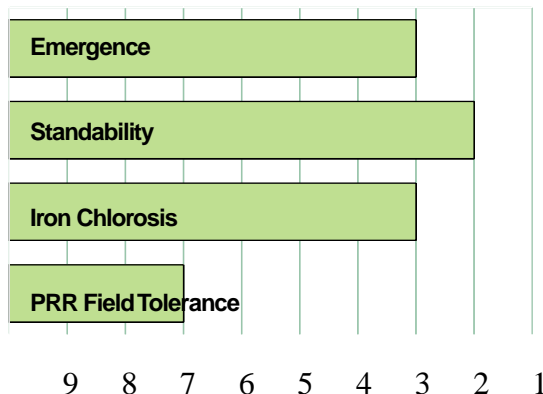 Emergence
Standability
Iron Chlorosis
PRR Field Tolerance
9 8 7 6 5 4 3 2 1